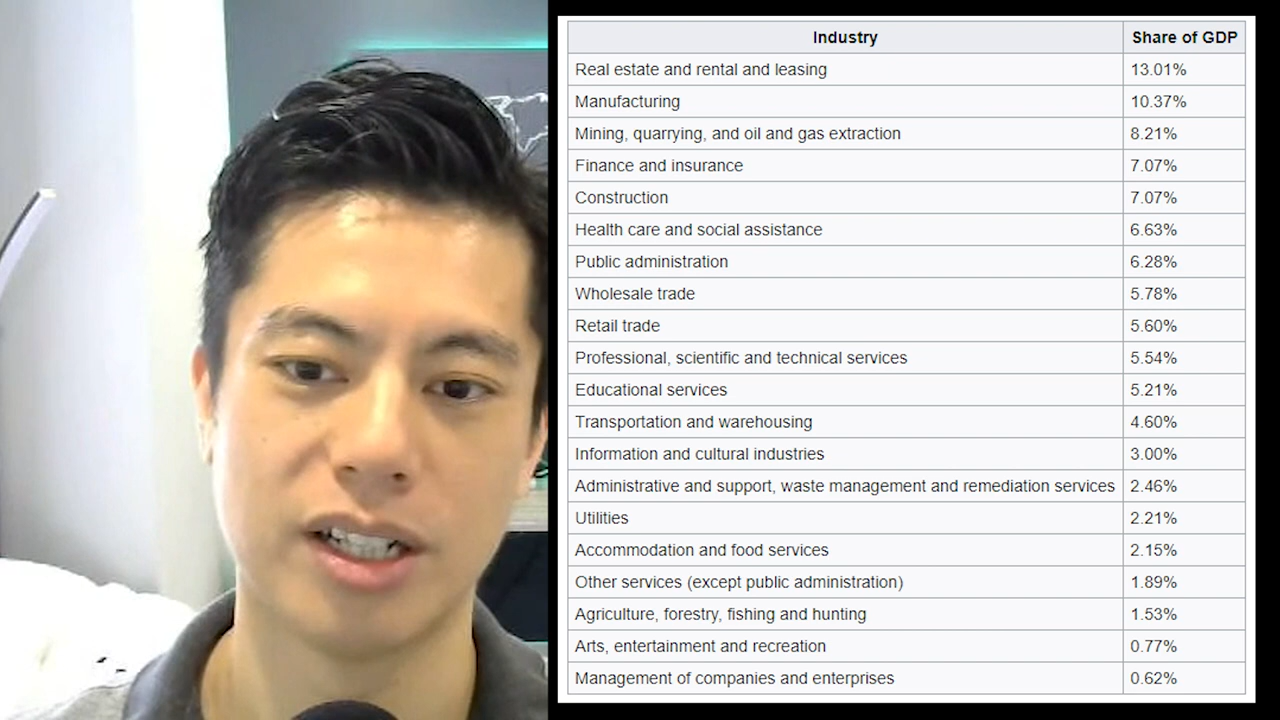 Industry Share of GDP
Real estate and rental and leasing 13.01%
Manufacturing 10.37%
Mining, quarrying, and oil and gas extraction 8.21%
Finance and insurance 7.07%
Construction 7.07%
Health care and social assistance 6.63%
Public administration 6.28%
Wholesale trade 5.78%
Retail trade 5.60%
Professional, scientific and technical services 5.54%
Educational services 5.21%
Transportation and warehousing 4.60%
Information and cultural industries 3.00%
Administrative and support, waste management and remediation services 2.46%
Utilities 2.21%
Accommodation and food services 2.15%
Other services (except public administration) 1.89%
Agriculture, forestry, fishing and hunting 1.53%
Arts, entertainment and recreation 0.77%
Management of companies and enterprises 0.62%